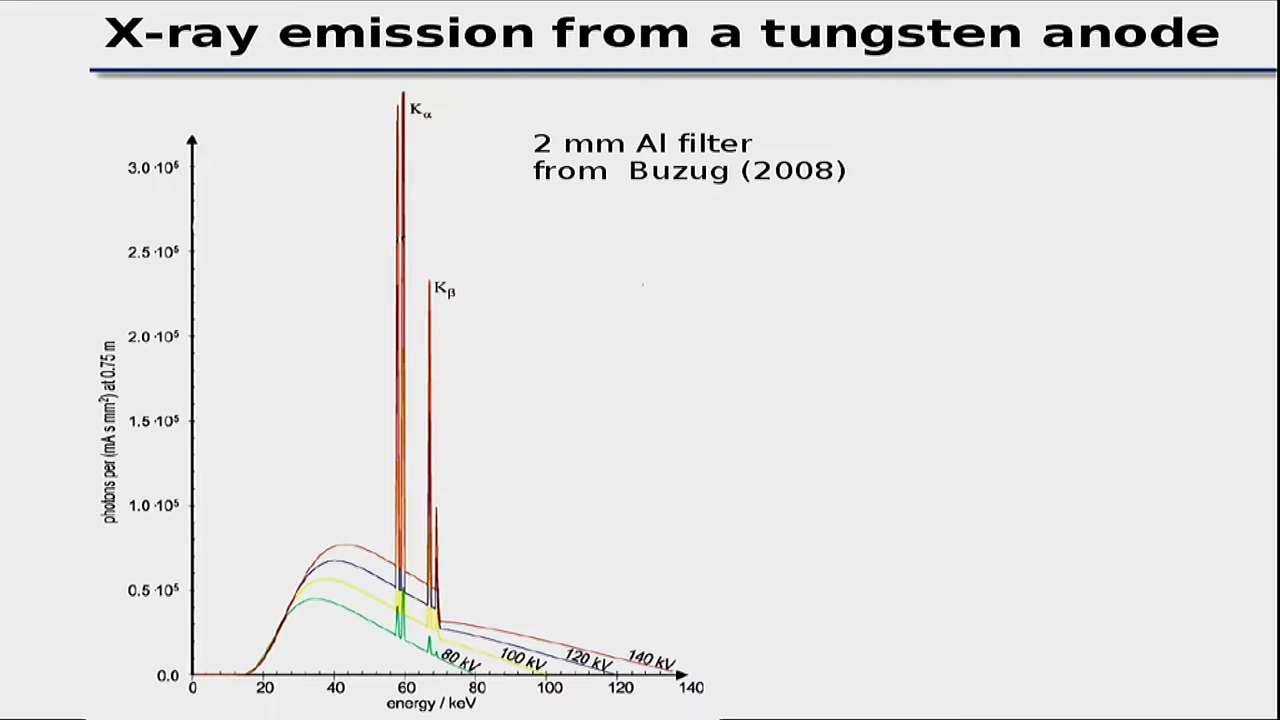 X-ray emission from a tungsten anode
2 mm Al filter
from Buzug (2008)
Kα
Kβ
3.0·10⁵
2.5·10⁵
2.0·10⁵
1.5·10⁵
1.0·10⁵
0.5·10⁵
0.0
photons per (mA s mm²) at 0.75 m
80 kV
100 kV
120 kV
140 kV
0 20 40 60 80 100 120 140
energy / keV